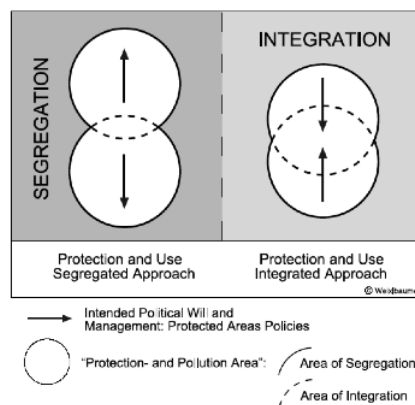 SEGREGATION
INTEGRATION
Protection and Use
Segregated Approach
Protection and Use
Integrated Approach
Intended Political Will and
Management: Protected Areas Policies
"Protection- and Pollution Area":
Area of Segregation
Area of Integration